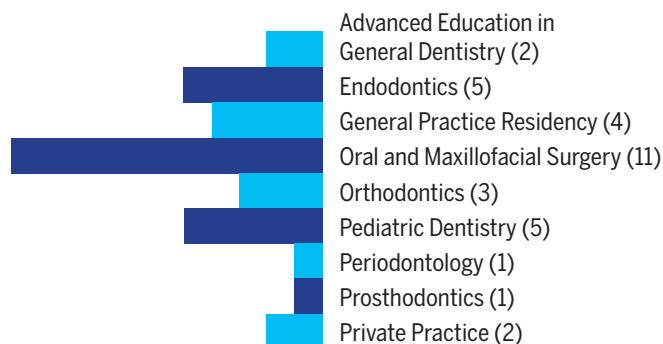 Advanced Education in
General Dentistry (2)
Endodontics (5)
General Practice Residency (4)
Oral and Maxillofacial Surgery (11)
Orthodontics (3)
Pediatric Dentistry (5)
Periodontology (1)
Prosthodontics (1)
Private Practice (2)